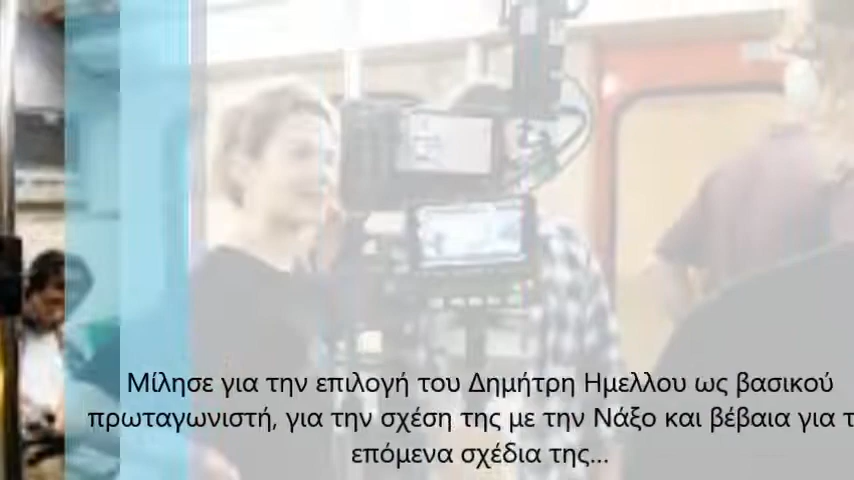 Μίλησε για την επιλογή του Δημήτρη Ημελλου ως βασικού
πρωταγωνιστή, για την σχέση της με την Νάξο και βέβαια για τ
επόμενα σχέδια της...